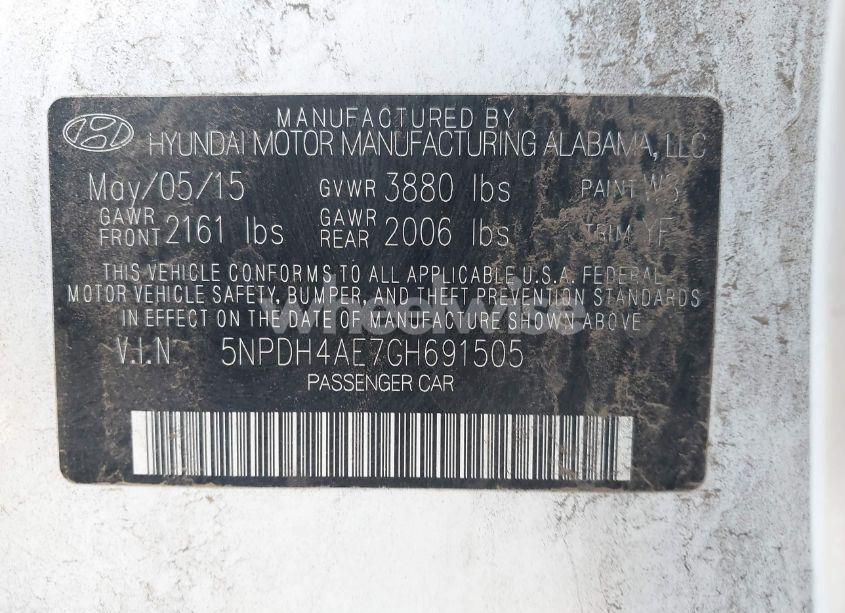 MANUFACTURED BY
HYUNDAI MOTOR MANUFACTURING ALABAMA, LLC
May/05/15 GVWR 3880 lbs PAINT W3
GAWR FRONT 2161 lbs GAWR REAR 2006 lbs TRIM YF
THIS VEHICLE CONFORMS TO ALL APPLICABLE U.S.A. FEDERAL
MOTOR VEHICLE SAFETY, BUMPER, AND THEFT PREVENTION STANDARDS
IN EFFECT ON THE DATE OF MANUFACTURE SHOWN ABOVE.
V.I.N 5NPDH4AE7GH691505
PASSENGER CAR
wheelwise